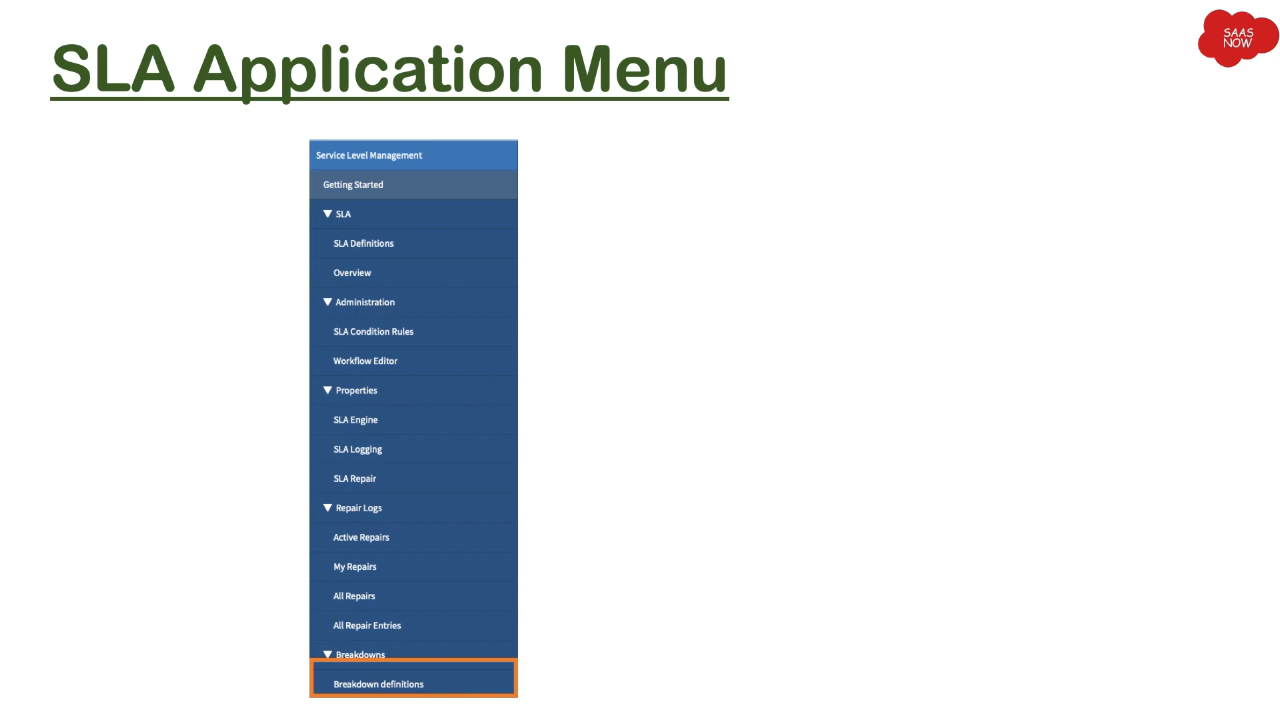 SLA Application Menu
SAAS
NOW
Service Level Management
Getting Started
SLA
SLA Definitions
Overview
Administration
SLA Condition Rules
Workflow Editor
Properties
SLA Engine
SLA Logging
SLA Repair
Repair Logs
Active Repairs
My Repairs
All Repairs
All Repair Entries
Breakdowns
Breakdown definitions